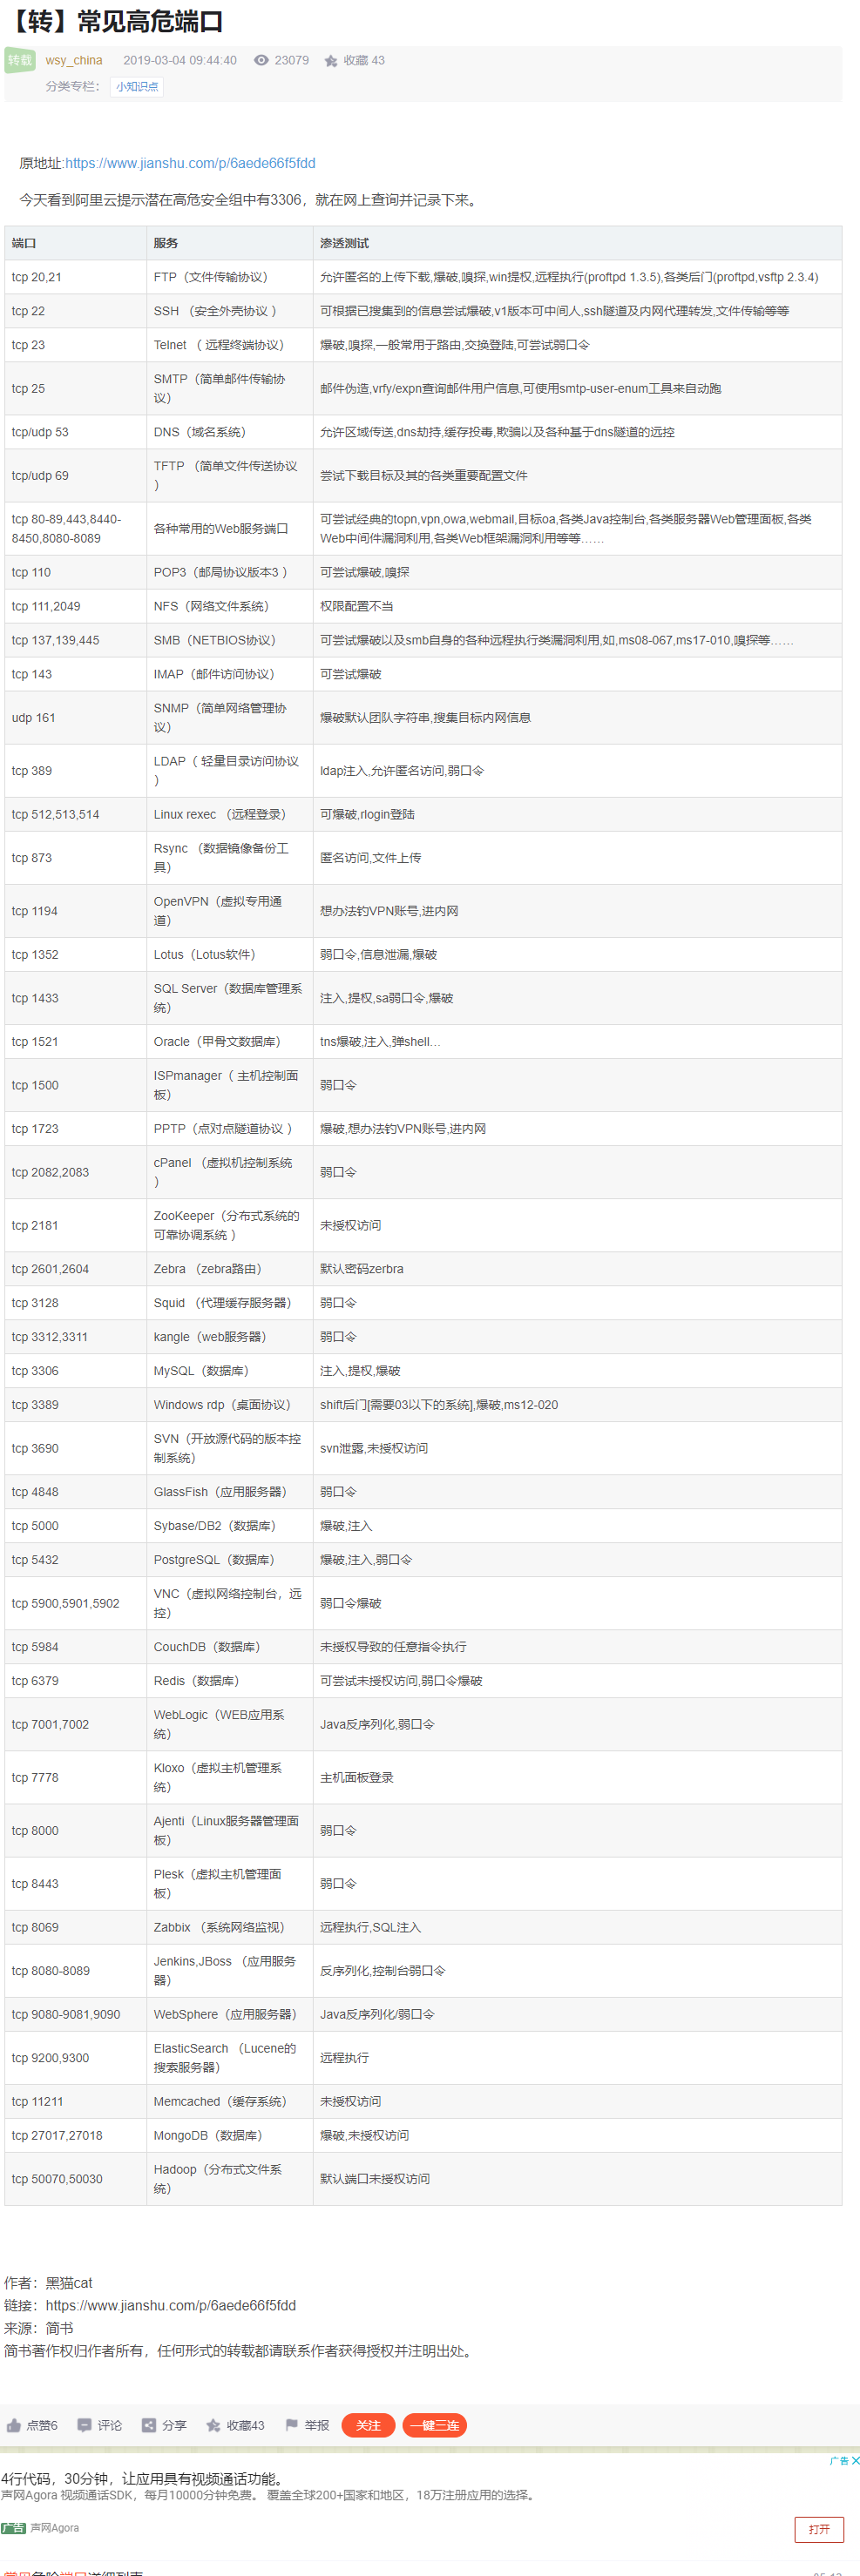 【转】常见高危端口
转载 wsy_china 2019-03-04 09:44:40 23079 收藏 43
分类专栏： 小知识点
原地址:https://www.jianshu.com/p/6aede66f5fdd
今天看到阿里云提示潜在高危安全组中有3306，就在网上查询并记录下来。
端口 服务 渗透测试
tcp 20,21 FTP（文件传输协议） 允许匿名的上传下载,爆破,嗅探,win提权,远程执行(proftpd 1.3.5),各类后门(proftpd,vsftp 2.3.4)
tcp 22 SSH （安全外壳协议 ） 可根据已搜集到的信息尝试爆破,v1版本可中间人,ssh隧道及内网代理转发,文件传输等等
tcp 23 Telnet （ 远程终端协议） 爆破,嗅探,一般常用于路由,交换登陆,可尝试弱口令
tcp 25 SMTP（简单邮件传输协
议） 邮件伪造,vrfy/expn查询邮件用户信息,可使用smtp-user-enum工具来自动跑
tcp/udp 53 DNS（域名系统） 允许区域传送,dns劫持,缓存投毒,欺骗以及各种基于dns隧道的远控
tcp/udp 69 TFTP （简单文件传送协议
） 尝试下载目标及其的各类重要配置文件
tcp 80-89,443,8440-
8450,8080-8089 各种常用的Web服务端口 可尝试经典的topn,vpn,owa,webmail,目标oa,各类Java控制台,各类服务器Web管理面板,各类
Web中间件漏洞利用,各类Web框架漏洞利用等等……
tcp 110 POP3（邮局协议版本3 ） 可尝试爆破,嗅探
tcp 111,2049 NFS（网络文件系统） 权限配置不当
tcp 137,139,445 SMB（NETBIOS协议） 可尝试爆破以及smb自身的各种远程执行类漏洞利用,如,ms08-067,ms17-010,嗅探等……
tcp 143 IMAP（邮件访问协议） 可尝试爆破
udp 161 SNMP（简单网络管理协
议） 爆破默认团队字符串,搜集目标内网信息
tcp 389 LDAP（ 轻量目录访问协议
） ldap注入,允许匿名访问,弱口令
tcp 512,513,514 Linux rexec （远程登录） 可爆破,rlogin登陆
tcp 873 Rsync （数据镜像备份工
具） 匿名访问,文件上传
tcp 1194 OpenVPN（虚拟专用通
道） 想办法钓VPN账号,进内网
tcp 1352 Lotus（Lotus软件） 弱口令,信息泄漏,爆破
tcp 1433 SQL Server（数据库管理系
统） 注入,提权,sa弱口令,爆破
tcp 1521 Oracle（甲骨文数据库） tns爆破,注入,弹shell…
tcp 1500 ISPmanager（ 主机控制面
板） 弱口令
tcp 1723 PPTP（点对点隧道协议 ） 爆破,想办法钓VPN账号,进内网
tcp 2082,2083 cPanel （虚拟机控制系统
） 弱口令
tcp 2181 ZooKeeper（分布式系统的
可靠协调系统 ） 未授权访问
tcp 2601,2604 Zebra （zebra路由） 默认密码zerbra
tcp 3128 Squid （代理缓存服务器） 弱口令
tcp 3312,3311 kangle（web服务器） 弱口令
tcp 3306 MySQL（数据库） 注入,提权,爆破
tcp 3389 Windows rdp（桌面协议） shift后门[需要03以下的系统],爆破,ms12-020
tcp 3690 SVN（开放源代码的版本控
制系统） svn泄露,未授权访问
tcp 4848 GlassFish（应用服务器） 弱口令
tcp 5000 Sybase/DB2（数据库） 爆破,注入
tcp 5432 PostgreSQL（数据库） 爆破,注入,弱口令
tcp 5900,5901,5902 VNC（虚拟网络控制台，远
控） 弱口令爆破
tcp 5984 CouchDB（数据库） 未授权导致的任意指令执行
tcp 6379 Redis（数据库） 可尝试未授权访问,弱口令爆破
tcp 7001,7002 WebLogic（WEB应用系
统） Java反序列化,弱口令
tcp 7778 Kloxo（虚拟主机管理系
统） 主机面板登录
tcp 8000 Ajenti（Linux服务器管理面
板） 弱口令
tcp 8443 Plesk（虚拟主机管理面
板） 弱口令
tcp 8069 Zabbix （系统网络监视） 远程执行,SQL注入
tcp 8080-8089 Jenkins,JBoss （应用服务
器） 反序列化,控制台弱口令
tcp 9080-9081,9090 WebSphere（应用服务器） Java反序列化/弱口令
tcp 9200,9300 ElasticSearch （Lucene的
搜索服务器） 远程执行
tcp 11211 Memcached（缓存系统） 未授权访问
tcp 27017,27018 MongoDB（数据库） 爆破,未授权访问
tcp 50070,50030 Hadoop（分布式文件系
统） 默认端口未授权访问
作者：黑猫cat
链接：https://www.jianshu.com/p/6aede66f5fdd
来源：简书
简书著作权归作者所有，任何形式的转载都请联系作者获得授权并注明出处。
点赞6 评论 分享 收藏43 举报 关注 一键三连
广告
4行代码，30分钟，让应用具有视频通话功能。
声网Agora 视频通话SDK，每月10000分钟免费。 覆盖全球200+国家和地区，18万注册应用的选择。
广告 声网Agora 打开